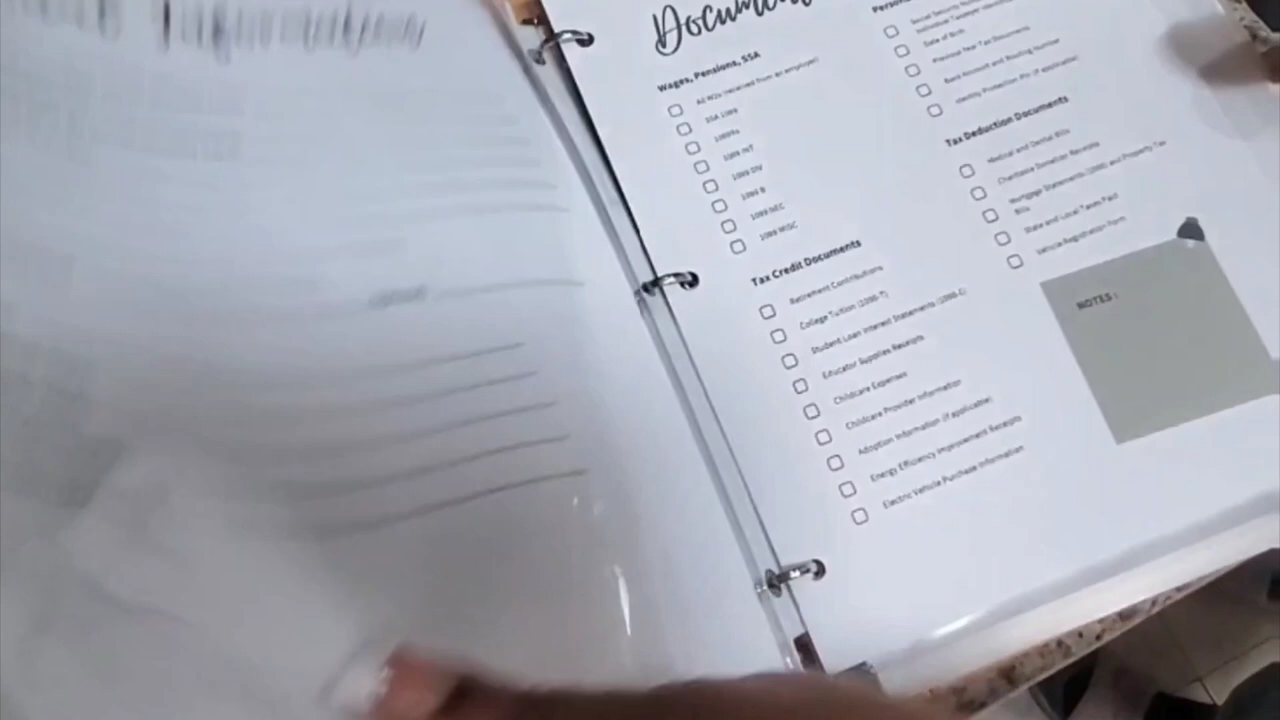 Wages, Pensions, SSA
All W2s (received from an employer)
SSA 1099
1099Rs
1099 INT
1099 DIV
1099 B
1099 NEC
1099 MISC
Tax Credit Documents
Retirement Contributions
College Tuition (1098-T)
Student Loan Interest Statements (1098-E)
Educator Supplies Receipts
Childcare Expenses
Childcare Provider Information
Adoption Information (if applicable)
Energy Efficiency Improvement Receipts
Electric Vehicle Purchase Information
Social Security
Date of Birth
Previous Year Tax Documents
Bank Account and Routing Number
Identity Protection Pin (if applicable)
Tax Deduction Documents
Medical and Dental Bills
Charitable Donation Receipts
Mortgage Statements (1098) and Property Tax
Bills
State and Local Taxes Paid
Vehicle Registration Form
NOTES: